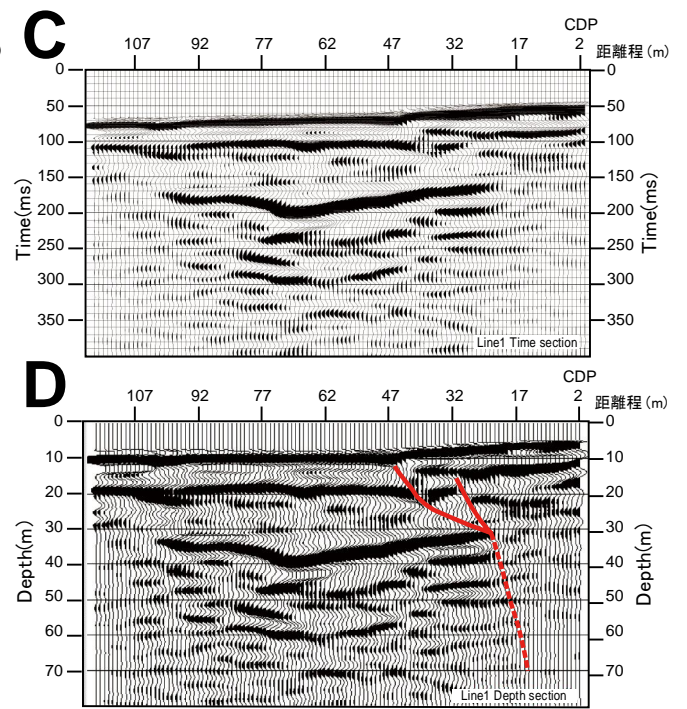 C
CDP
107 92 77 62 47 32 17 2 距離程(m)
0 0
50 50
100 100
150 150
200 200
250 250
300 300
350 350
Time(ms) Time(ms)
Line1 Time section
D
CDP
107 92 77 62 47 32 17 2 距離程(m)
0 0
10 10
20 20
30 30
40 40
50 50
60 60
70 70
Depth(m) Depth(m)
Line1 Depth section